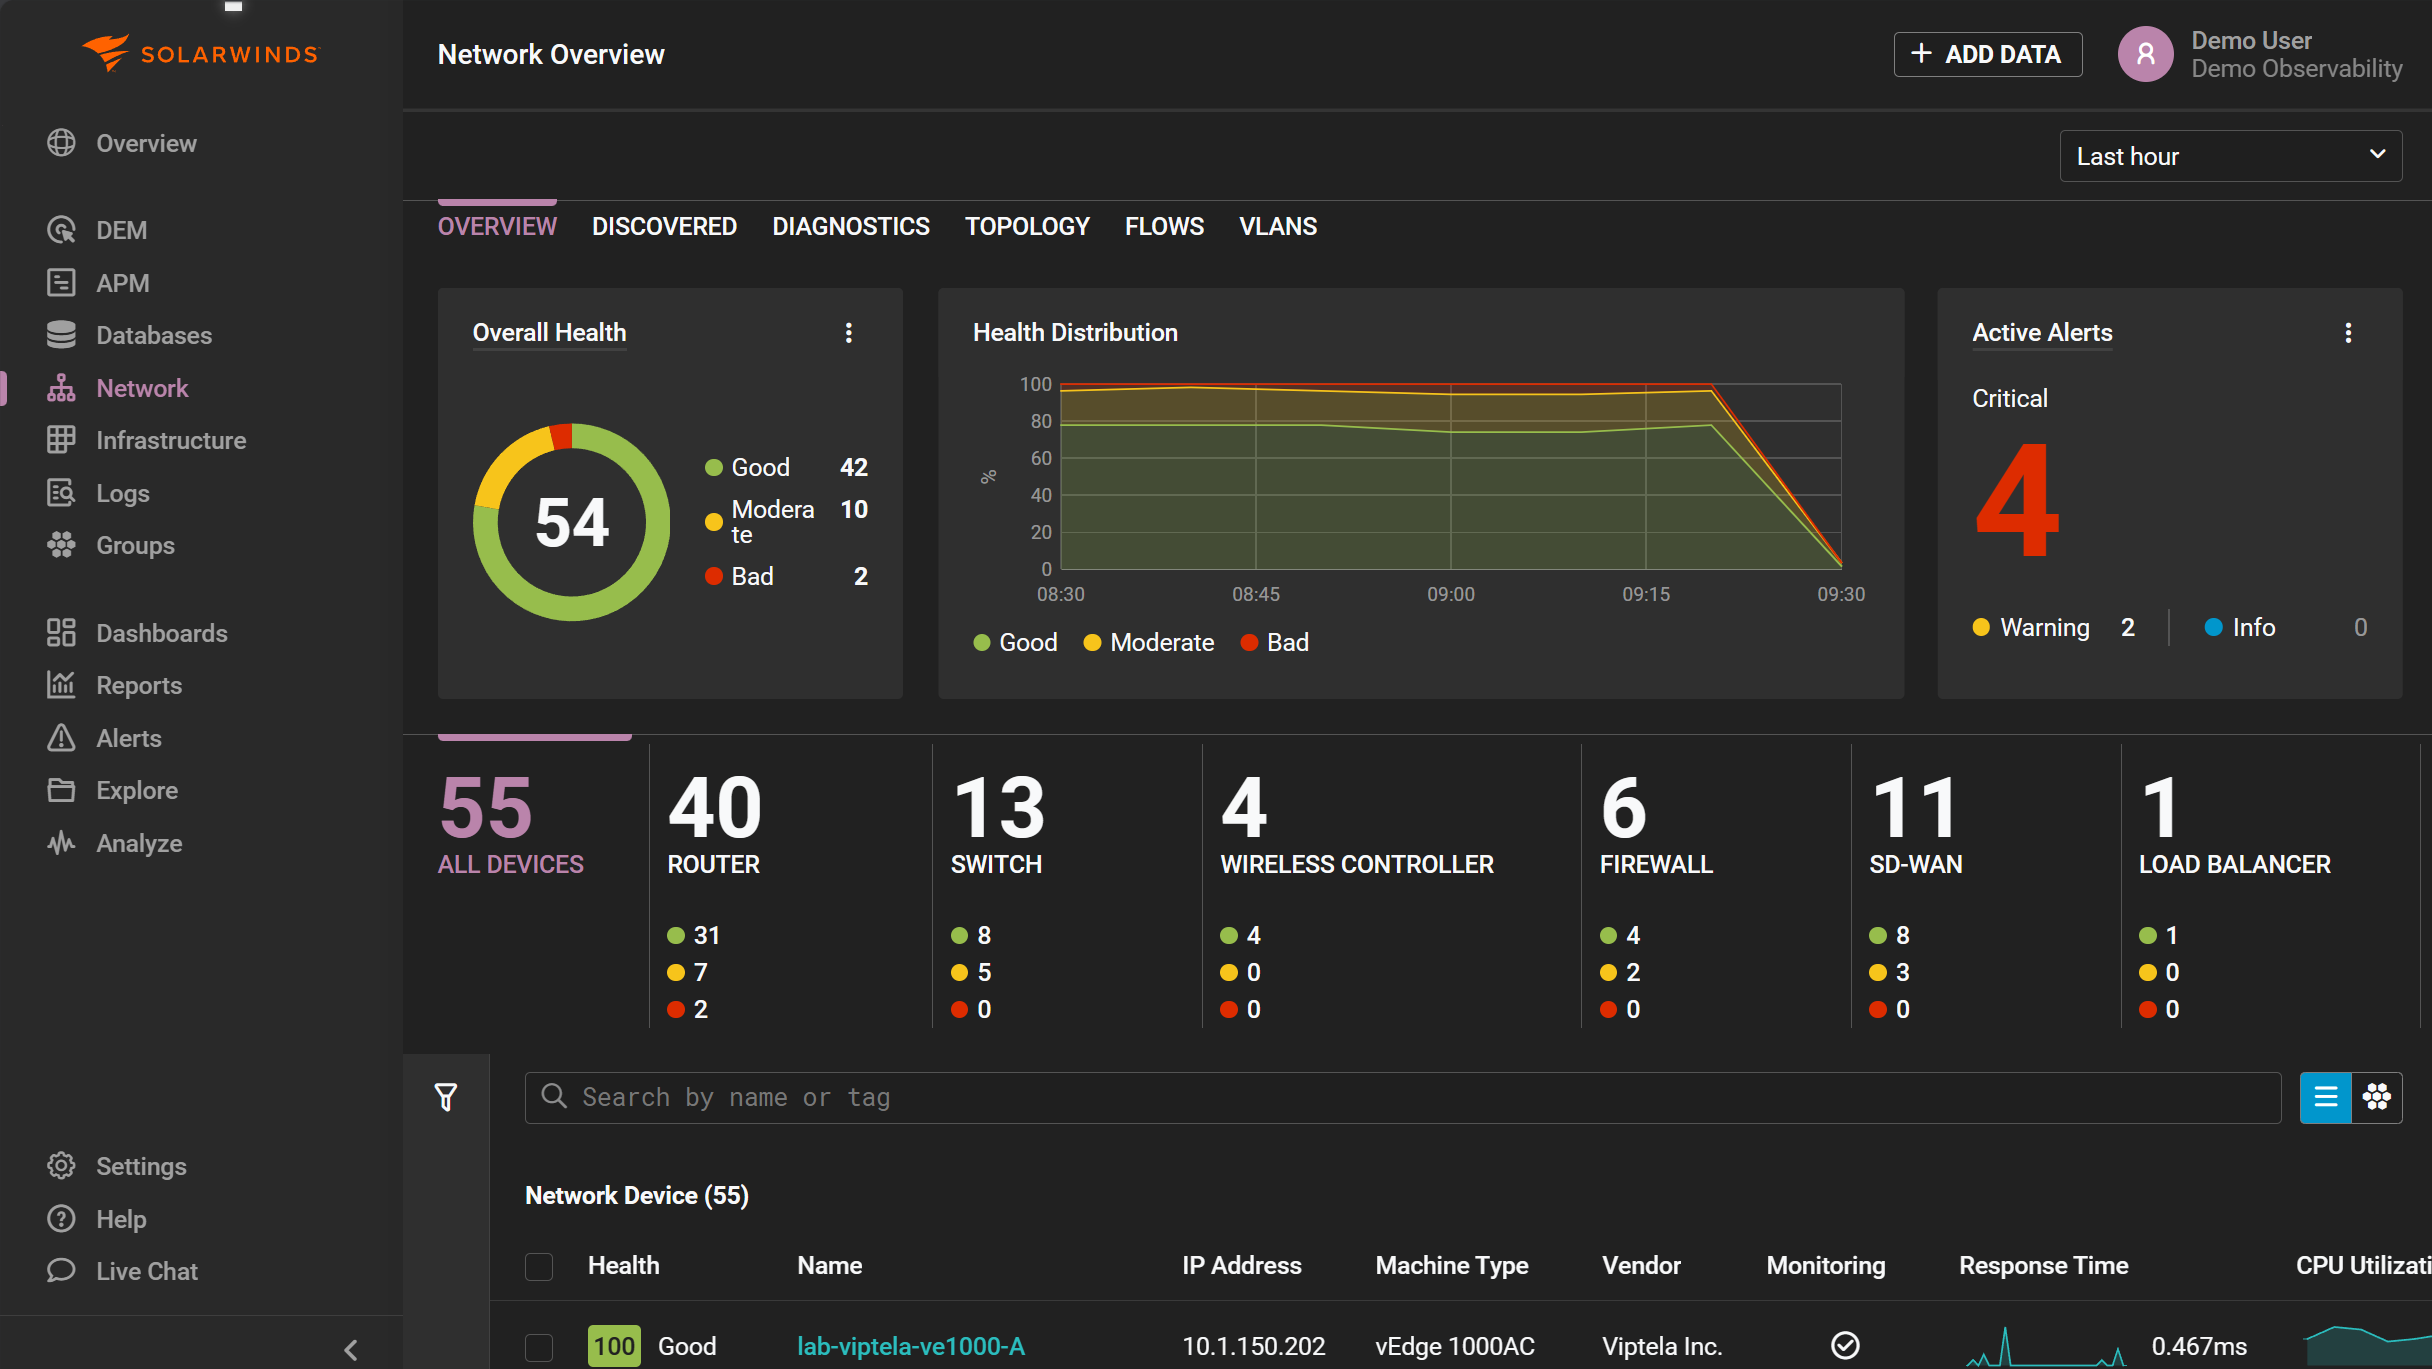 SOLARWINDS
Network Overview
ADD DATA
Demo User
Demo Observability
Overview
DEM
APM
Databases
Network
Infrastructure
Logs
Groups
Dashboards
Reports
Alerts
Explore
Analyze
Settings
Help
Live Chat
Last hour
OVERVIEW DISCOVERED DIAGNOSTICS TOPOLOGY FLOWS VLANS
Overall Health
54
Good 42
Modera 10
te
Bad 2
Health Distribution
100
80
60
40
20
0
%
08:30 08:45 09:00 09:15 09:30
Good Moderate Bad
Active Alerts
Critical
4
Warning 2 Info 0
55
ALL DEVICES
40
ROUTER
31
7
2
13
SWITCH
8
5
0
4
WIRELESS CONTROLLER
4
0
0
6
FIREWALL
4
2
0
11
SD-WAN
8
3
0
1
LOAD BALANCER
1
0
0
Search by name or tag
Network Device (55)
Health Name IP Address Machine Type Vendor Monitoring Response Time CPU Utilizati
100 Good lab-viptela-ve1000-A 10.1.150.202 vEdge 1000AC Viptela Inc. 0.467ms